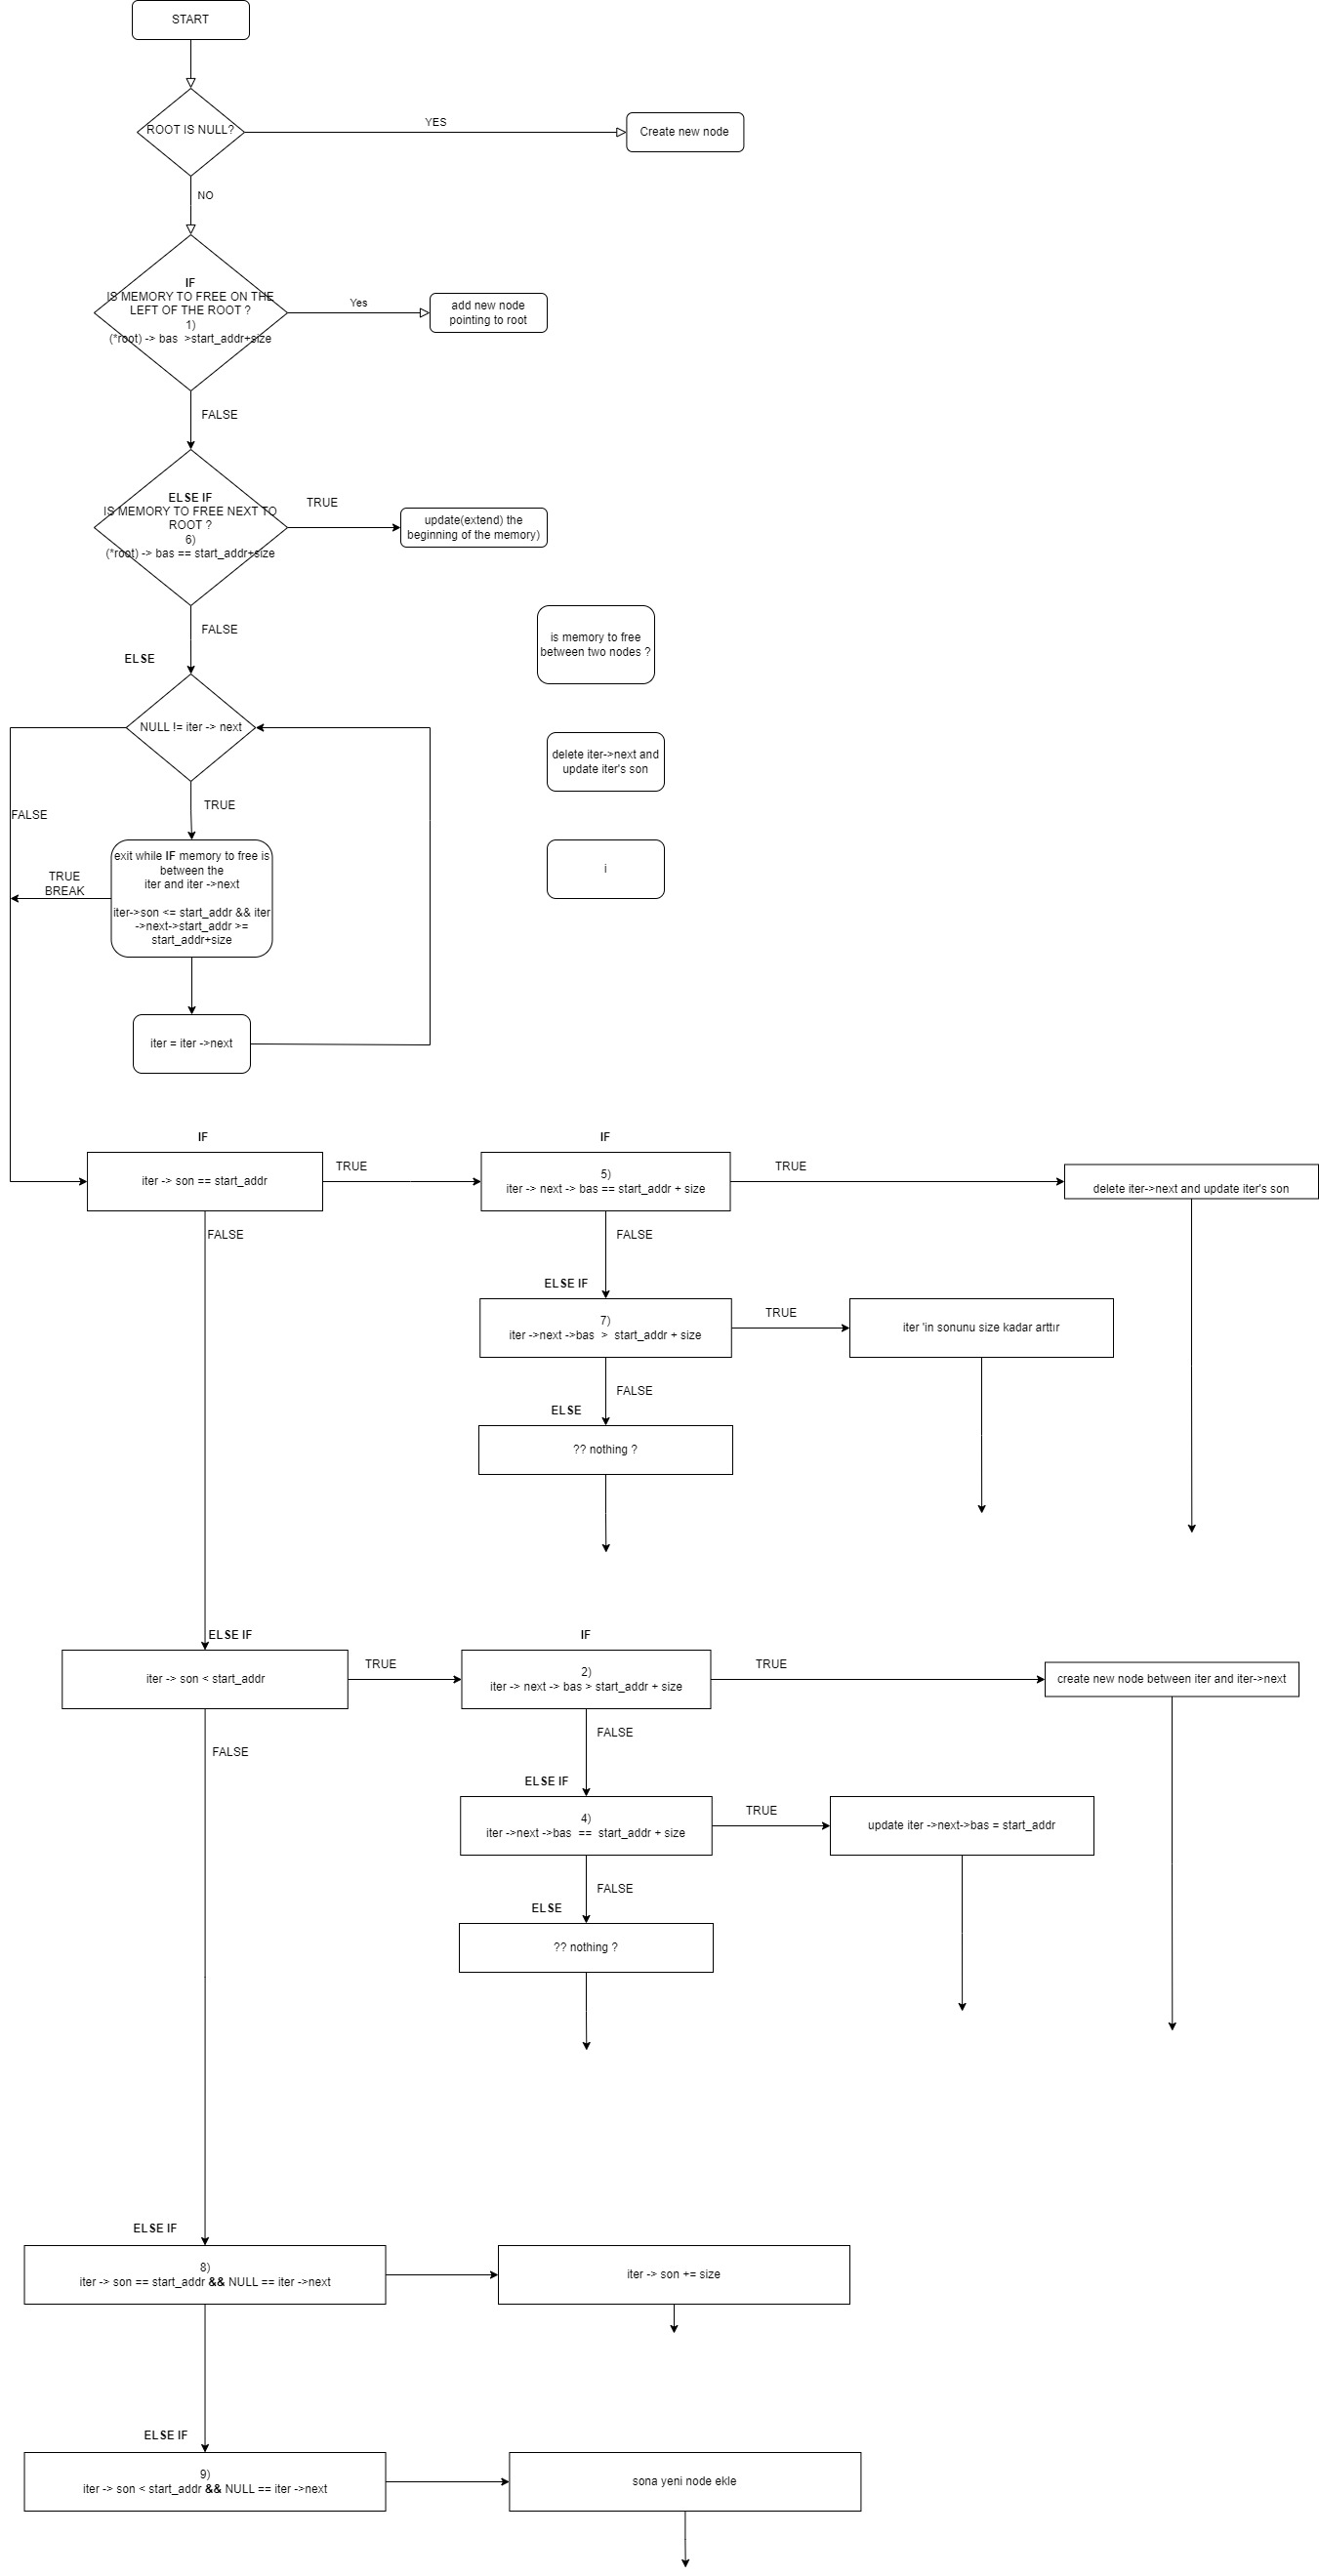 START
ROOT IS NULL?
YES
Create new node
NO
IF
IS MEMORY TO FREE ON THE
LEFT OF THE ROOT ?
1)
(*root) -> bas >start_addr+size
Yes
add new node
pointing to root
FALSE
ELSE IF
IS MEMORY TO FREE NEXT TO
ROOT ?
6)
(*root) -> bas == start_addr+size
TRUE
update(extend) the
beginning of the memory)
FALSE
ELSE
is memory to free
between two nodes ?
NULL != iter -> next
delete iter->next and
update iter's son
TRUE
FALSE
exit while IF memory to free is
between the
iter and iter ->next
iter->son <= start_addr && iter
->next->start_addr >=
start_addr+size
TRUE
BREAK
i
iter = iter ->next
IF
iter -> son == start_addr
TRUE
IF
5)
iter -> next -> bas == start_addr + size
TRUE
delete iter->next and update iter's son
FALSE
FALSE
ELSE IF
7)
iter ->next ->bas > start_addr + size
TRUE
iter 'in sonunu size kadar arttır
FALSE
ELSE
?? nothing ?
ELSE IF
iter -> son < start_addr
TRUE
IF
2)
iter -> next -> bas > start_addr + size
TRUE
create new node between iter and iter->next
FALSE
FALSE
ELSE IF
4)
iter ->next ->bas == start_addr + size
TRUE
update iter ->next->bas = start_addr
FALSE
ELSE
?? nothing ?
ELSE IF
8)
iter -> son == start_addr && NULL == iter ->next
iter -> son += size
ELSE IF
9)
iter -> son < start_addr && NULL == iter ->next
sona yeni node ekle